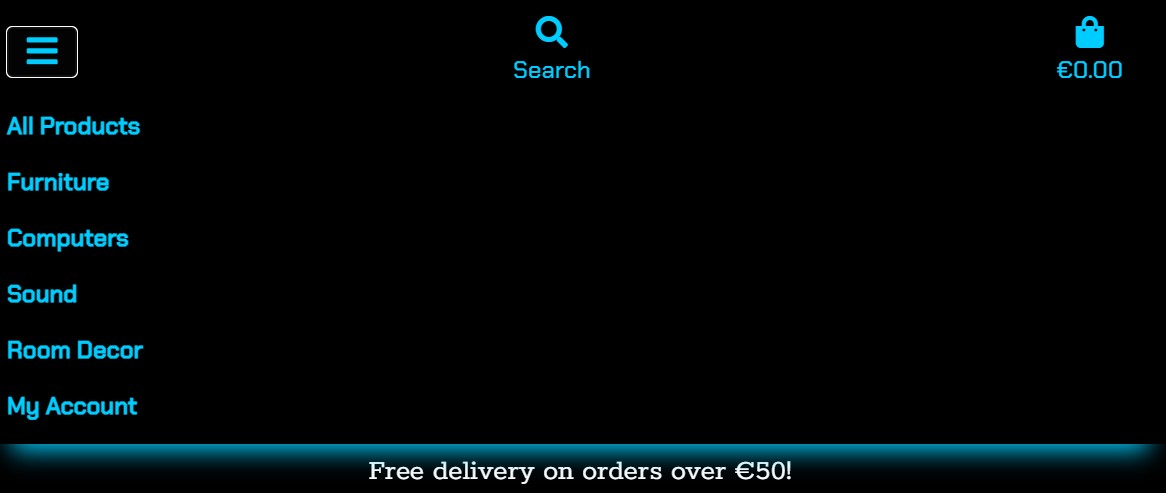 Search
€0.00
All Products
Furniture
Computers
Sound
Room Decor
My Account
Free delivery on orders over €50!